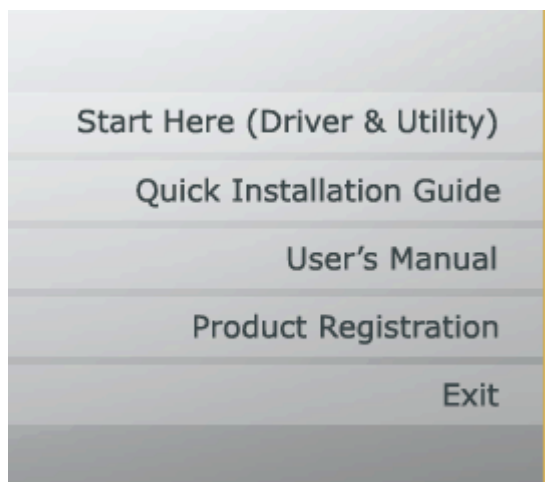 Start Here (Driver & Utility)
Quick Installation Guide
User’s Manual
Product Registration
Exit